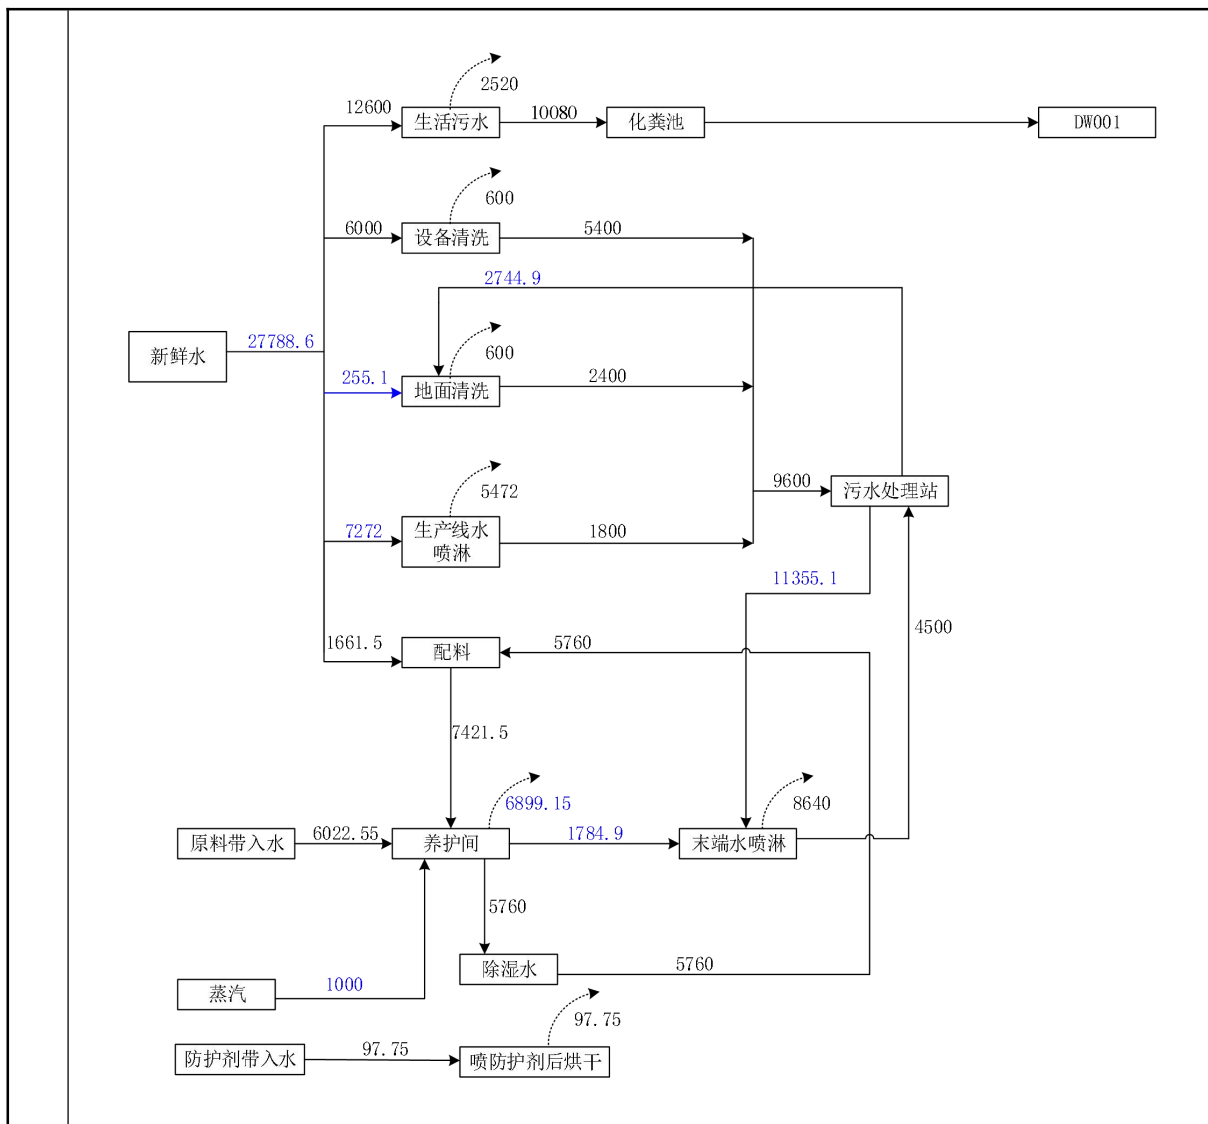 2520
12600
生活污水
10080
化粪池
DW001
600
6000
设备清洗
5400
2744.9
新鲜水
27788.6
600
255.1
地面清洗
2400
5472
9600
污水处理站
7272
生产线水
喷淋
1800
11355.1
4500
1661.5
配料
5760
7421.5
6899.15
8640
原料带入水
6022.55
养护间
1784.9
末端水喷淋
5760
除湿水
5760
蒸汽
1000
97.75
防护剂带入水
97.75
喷防护剂后烘干